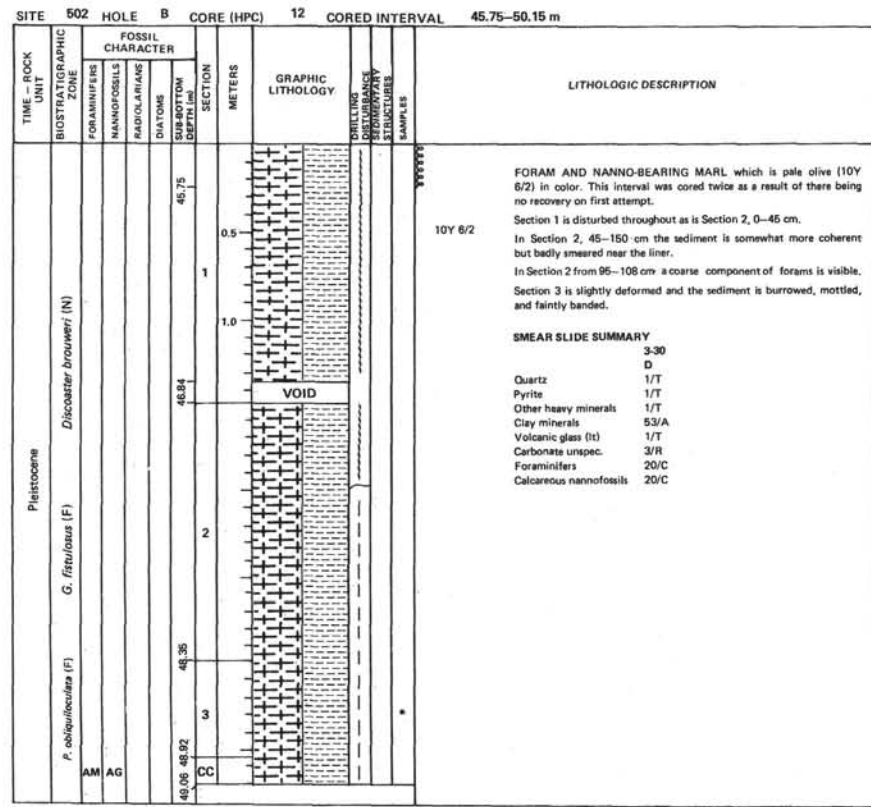 SITE 502 HOLE B CORE (HPC) 12 CORED INTERVAL 45.75–50.15 m
TIME – ROCK UNIT
BIOSTRATIGRAPHIC ZONE
FOSSIL CHARACTER
FORAMINIFERS
NANNOFOSSILS
RADIOLARIANS
DIATOMS
SUB-BOTTOM DEPTH (m)
SECTION
METERS
GRAPHIC LITHOLOGY
DRILLING DISTURBANCE
SEDIMENTARY STRUCTURES
SAMPLES
LITHOLOGIC DESCRIPTION
Pleistocene
Discoaster brouweri (N)
G. fistulosus (F)
P. obliquiloculata (F)
AM AG
45.75
46.84
48.35
48.92
49.06
1
2
3
CC
0.5
1.0
VOID
*
10Y 6/2
FORAM AND NANNO-BEARING MARL which is pale olive (10Y
6/2) in color. This interval was cored twice as a result of there being
no recovery on first attempt.
Section 1 is disturbed throughout as is Section 2, 0–45 cm.
In Section 2, 45–150 cm the sediment is somewhat more coherent
but badly smeared near the liner.
In Section 2 from 95–108 cm a coarse component of forams is visible.
Section 3 is slightly deformed and the sediment is burrowed, mottled,
and faintly banded.
SMEAR SLIDE SUMMARY
3-30
D
Quartz 1/T
Pyrite 1/T
Other heavy minerals 1/T
Clay minerals 53/A
Volcanic glass (lt) 1/T
Carbonate unspec. 3/R
Foraminifers 20/C
Calcareous nannofossils 20/C